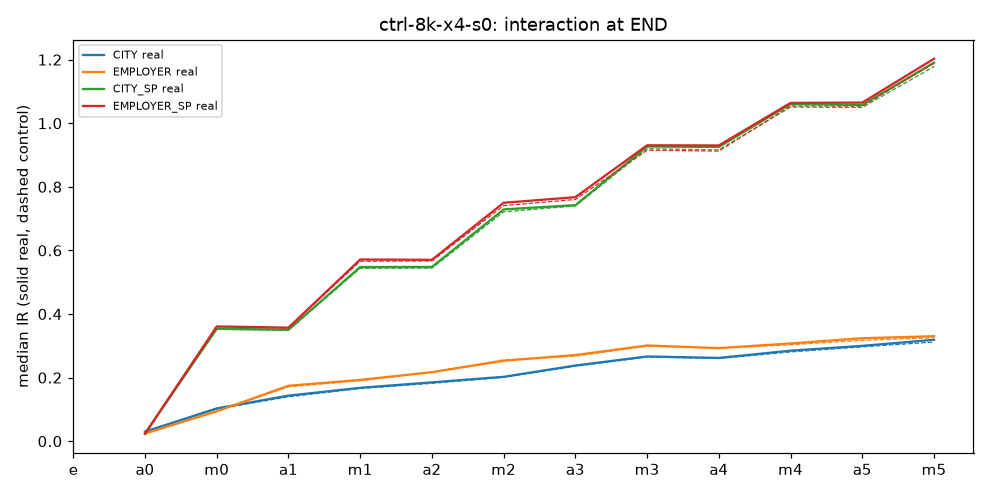 ctrl-8k-x4-s0: interaction at END
CITY real
EMPLOYER real
CITY_SP real
EMPLOYER_SP real
median IR (solid real, dashed control)
1.2
1.0
0.8
0.6
0.4
0.2
0.0
e a0 m0 a1 m1 a2 m2 a3 m3 a4 m4 a5 m5